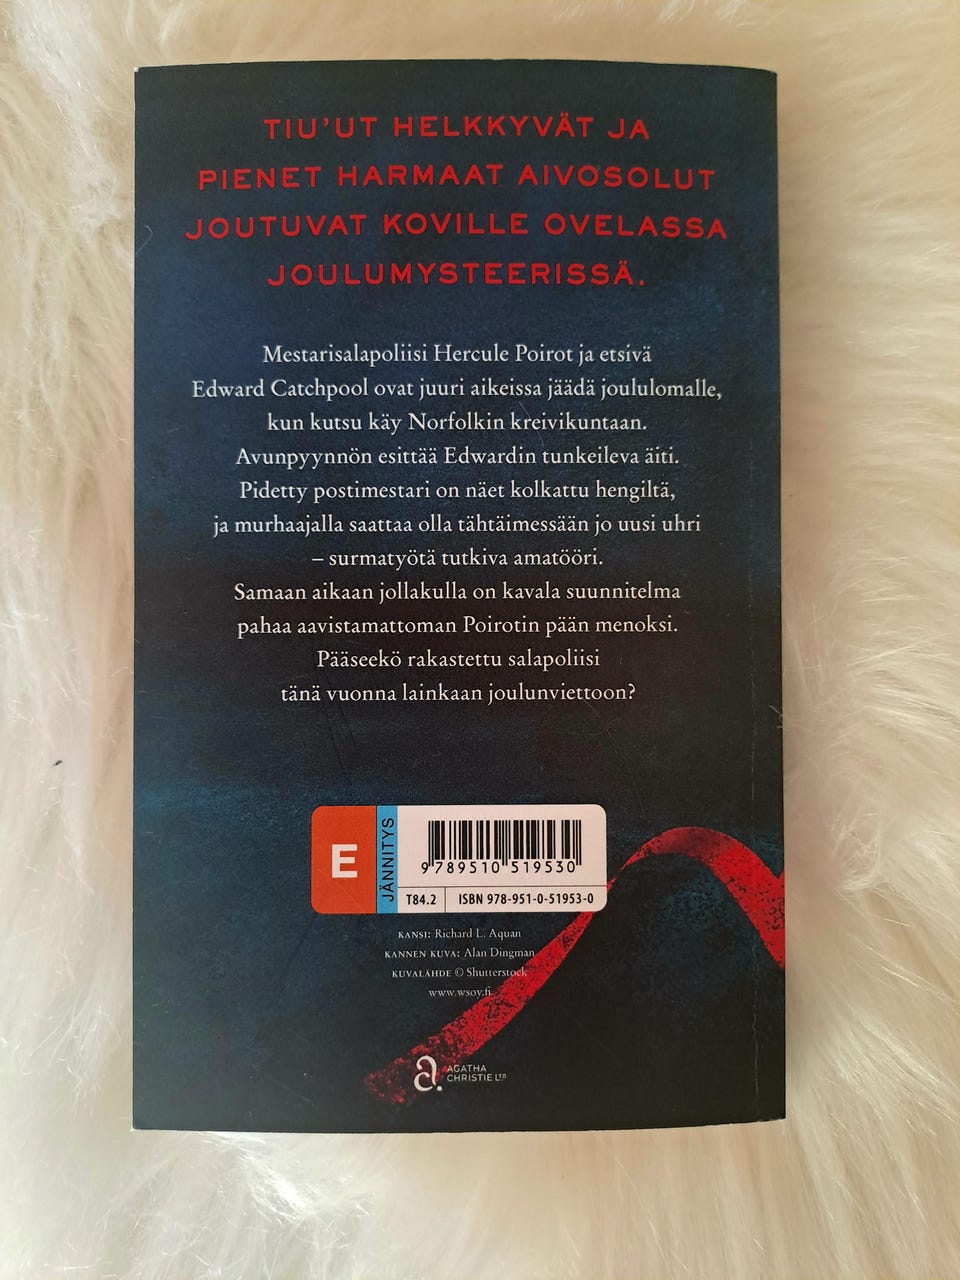 TIU'UT HELKKYVÄT JA
PIENET HARMAAT AIVOSOLUT
JOUTUVAT KOVILLE OVELASSA
JOULUMYSTEERISSÄ.
Mestarisalapoliisi Hercule Poirot ja etsivä
Edward Catchpool ovat juuri aikeissa jäädä joululomalle,
kun kutsu käy Norfolkin kreivikuntaan.
Avunpyynnön esittää Edwardin tunkeileva äiti.
Pidetty postimestari on näet kolkattu hengiltä,
ja murhaajalla saattaa olla tähtäimessään jo uusi uhri
– surmatyötä tutkiva amatööri.
Samaan aikaan jollakulla on kavala suunnitelma
pahaa aavistamattoman Poirotin pään menoksi.
Pääseekö rakastettu salapoliisi
tänä vuonna lainkaan joulunviettoon?
E
JÄNNITYS
9 789510 519530
T84.2 ISBN 978-951-0-51953-0
KANSI: Richard L. Aquan
KANNEN KUVA: Alan Dingman
KUVALÄHDE © Shutterstock
www.wsoy.fi
a.
AGATHA
CHRISTIE LTD